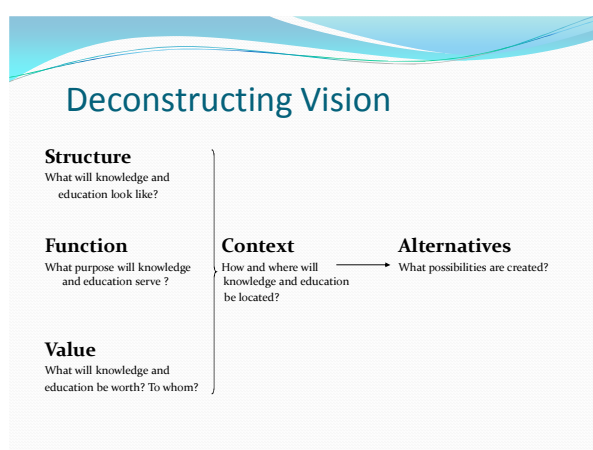 Deconstructing Vision
Structure
What will knowledge and
education look like?
Function
What purpose will knowledge
and education serve ?
Value
What will knowledge and
education be worth? To whom?
Context
How and where will
knowledge and education
be located?
Alternatives
What possibilities are created?